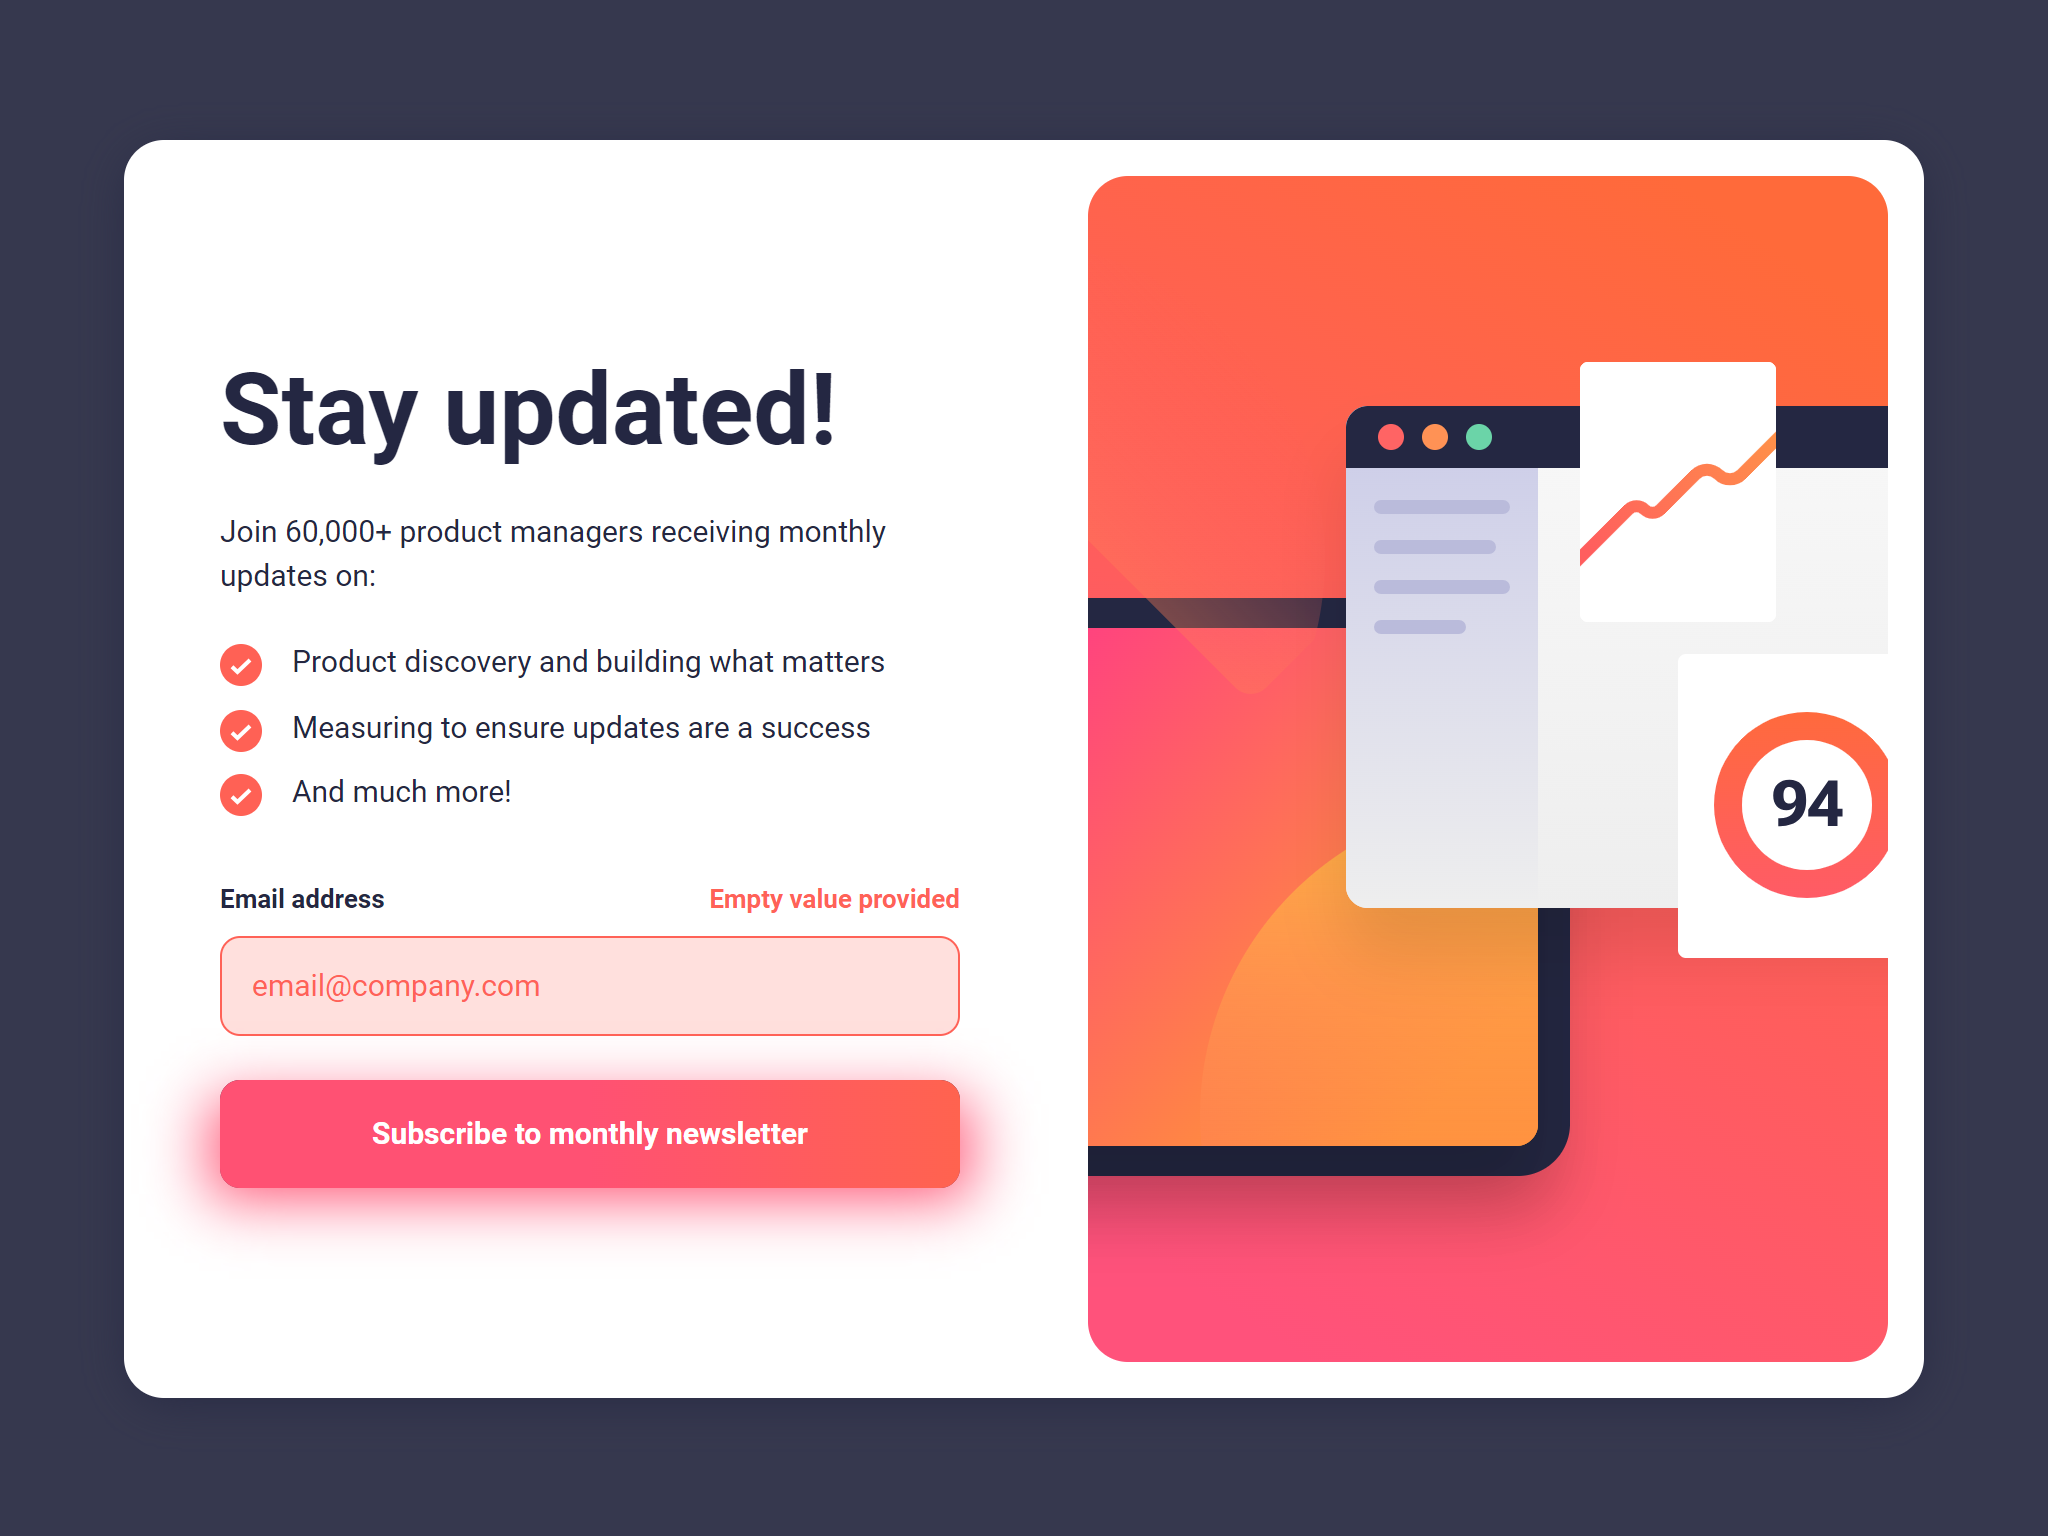 Stay updated!
Join 60,000+ product managers receiving monthly
updates on:
Product discovery and building what matters
Measuring to ensure updates are a success
And much more!
Email address
Empty value provided
email@company.com
Subscribe to monthly newsletter
94